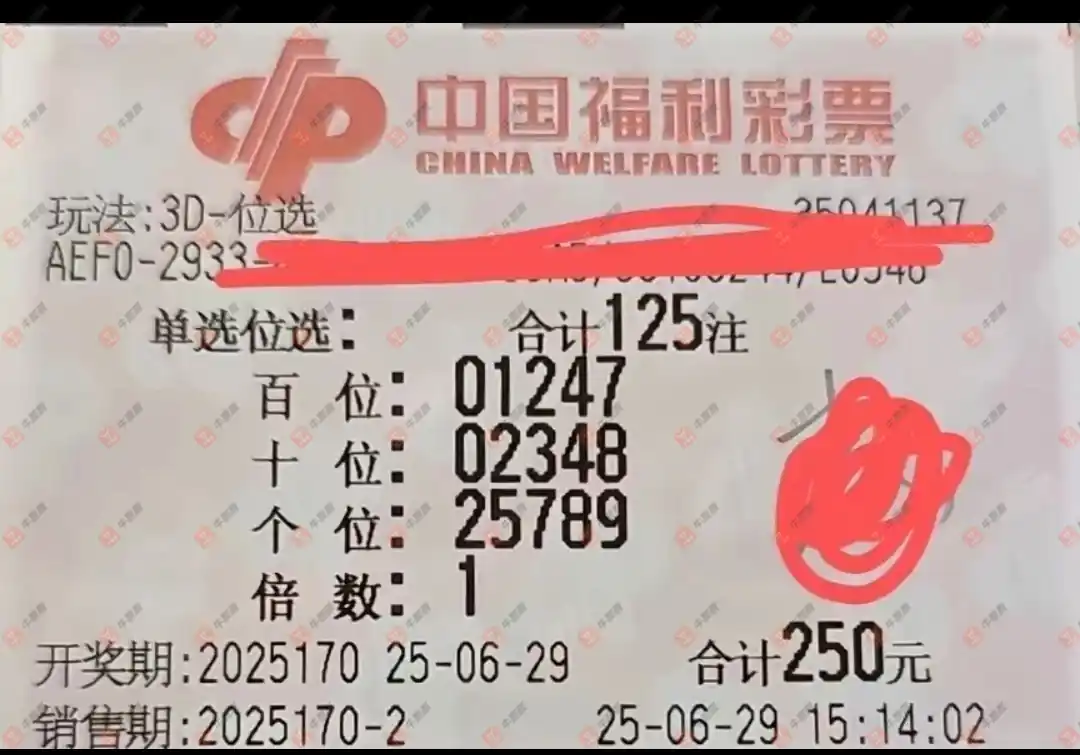 中国福利彩票
CHINA WELFARE LOTTERY
玩法:3D-位选 25041137
AEF0-2933-
单选位选: 合计125注
百 位: 01247
十 位: 02348
个 位: 25789
倍 数: 1
开奖期:2025170 25-06-29 合计250元
销售期:2025170-2 25-06-29 15:14:02